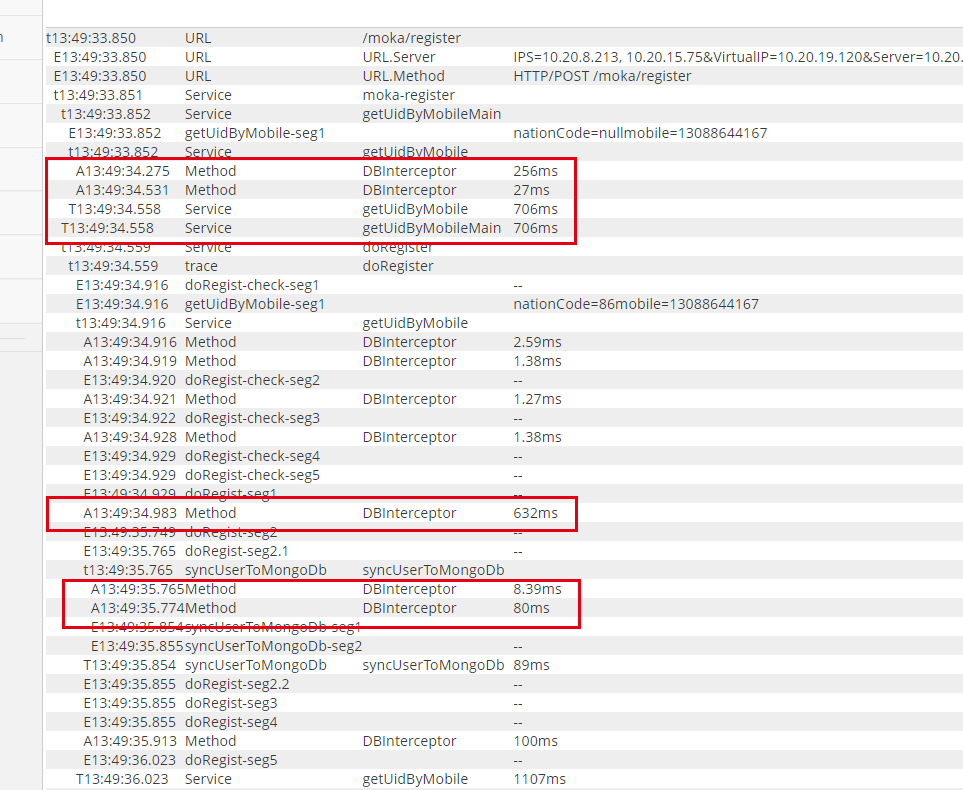 t13:49:33.850 URL /moka/register
E13:49:33.850 URL URL.Server IPS=10.20.8.213, 10.20.15.75&VirtualIP=10.20.19.120&Server=10.20.
E13:49:33.850 URL URL.Method HTTP/POST /moka/register
t13:49:33.851 Service moka-register
t13:49:33.852 Service getUidByMobileMain
E13:49:33.852 getUidByMobile-seg1 nationCode=nullmobile=13088644167
t13:49:33.852 Service getUidByMobile
A13:49:34.275 Method DBInterceptor 256ms
A13:49:34.531 Method DBInterceptor 27ms
T13:49:34.558 Service getUidByMobile 706ms
T13:49:34.558 Service getUidByMobileMain 706ms
t13:49:34.559 Service doRegister
t13:49:34.559 trace doRegister
E13:49:34.916 doRegist-check-seg1 --
E13:49:34.916 getUidByMobile-seg1 nationCode=86mobile=13088644167
t13:49:34.916 Service getUidByMobile
A13:49:34.916 Method DBInterceptor 2.59ms
A13:49:34.919 Method DBInterceptor 1.38ms
E13:49:34.920 doRegist-check-seg2 --
A13:49:34.921 Method DBInterceptor 1.27ms
E13:49:34.922 doRegist-check-seg3 --
A13:49:34.928 Method DBInterceptor 1.38ms
E13:49:34.929 doRegist-check-seg4 --
E13:49:34.929 doRegist-check-seg5 --
E13:49:34.929 doRegist-seg1 --
A13:49:34.983 Method DBInterceptor 632ms
E13:49:35.749 doRegist-seg2 --
E13:49:35.765 doRegist-seg2.1 --
t13:49:35.765 syncUserToMongoDb syncUserToMongoDb
A13:49:35.765Method DBInterceptor 8.39ms
A13:49:35.774Method DBInterceptor 80ms
E13:49:35.854syncUserToMongoDb-seg1
E13:49:35.855syncUserToMongoDb-seg2 --
T13:49:35.854 syncUserToMongoDb syncUserToMongoDb 89ms
E13:49:35.855 doRegist-seg2.2 --
E13:49:35.855 doRegist-seg3 --
E13:49:35.855 doRegist-seg4 --
A13:49:35.913 Method DBInterceptor 100ms
E13:49:36.023 doRegist-seg5 --
T13:49:36.023 Service getUidByMobile 1107ms